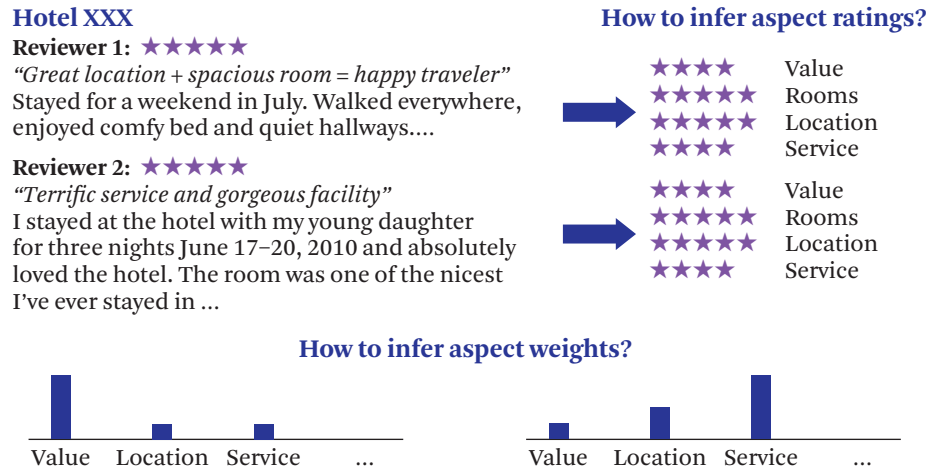 Hotel XXX
Reviewer 1: ★★★★★
“Great location + spacious room = happy traveler”
Stayed for a weekend in July. Walked everywhere,
enjoyed comfy bed and quiet hallways....
Reviewer 2: ★★★★★
“Terrific service and gorgeous facility”
I stayed at the hotel with my young daughter
for three nights June 17–20, 2010 and absolutely
loved the hotel. The room was one of the nicest
I’ve ever stayed in ...
How to infer aspect ratings?
★★★★ Value
★★★★★ Rooms
★★★★★ Location
★★★★ Service
★★★★ Value
★★★★★ Rooms
★★★★★ Location
★★★★ Service
How to infer aspect weights?
Value Location Service ...
Value Location Service ...